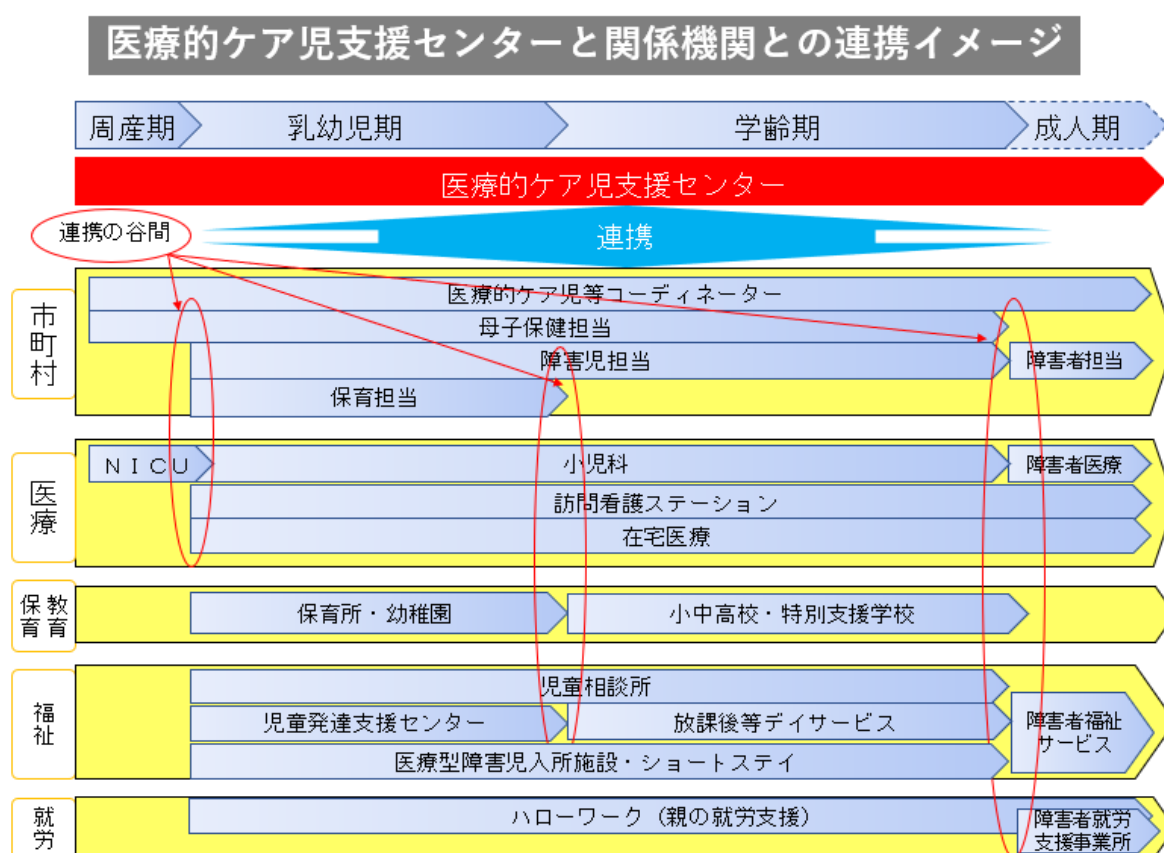 医療的ケア児支援センターと関係機関との連携イメージ
周産期
乳幼児期
学齢期
成人期
医療的ケア児支援センター
連携の谷間
連携
市町村
医療的ケア児等コーディネーター
母子保健担当
障害児担当
障害者担当
保育担当
医療
ＮＩＣＵ
小児科
障害者医療
訪問看護ステーション
在宅医療
保育
教育
保育所・幼稚園
小中高校・特別支援学校
福祉
児童相談所
児童発達支援センター
放課後等デイサービス
障害者福祉
サービス
医療型障害児入所施設・ショートステイ
就労
ハローワーク（親の就労支援）
障害者就労
支援事業所